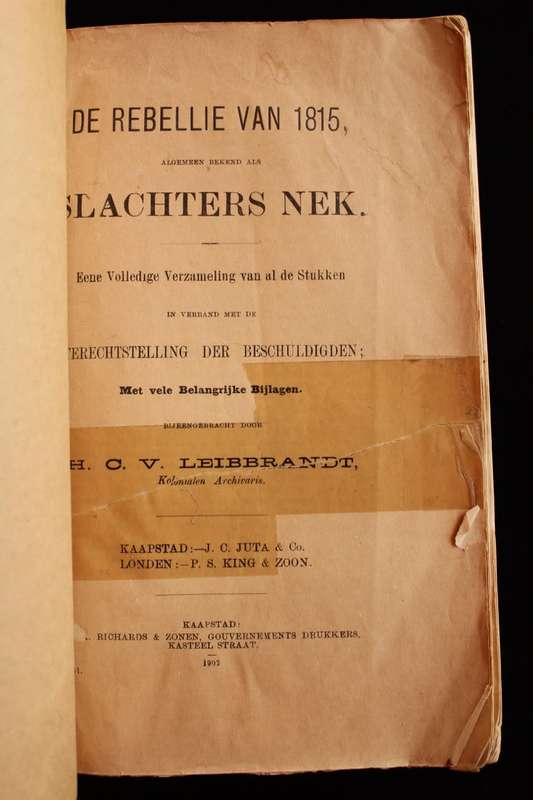 DE REBELLIE VAN 1815,
ALGEMEEN BEKEND ALS
SLACHTERS NEK.
Eene Volledige Verzameling van al de Stukken
IN VERBAND MET DE
TERECHTSTELLING DER BESCHULDIGDEN;
Met vele Belangrijke Bijlagen.
BIJEENGEBRACHT DOOR
H. C. V. LEIBBRANDT,
Kolonialen Archivaris.
KAAPSTAD:—J. C. JUTA & Co.
LONDEN:—P. S. KING & ZOON.
KAAPSTAD:
RICHARDS & ZONEN, GOUVERNEMENTS DRUKKERS,
KASTEEL STRAAT.